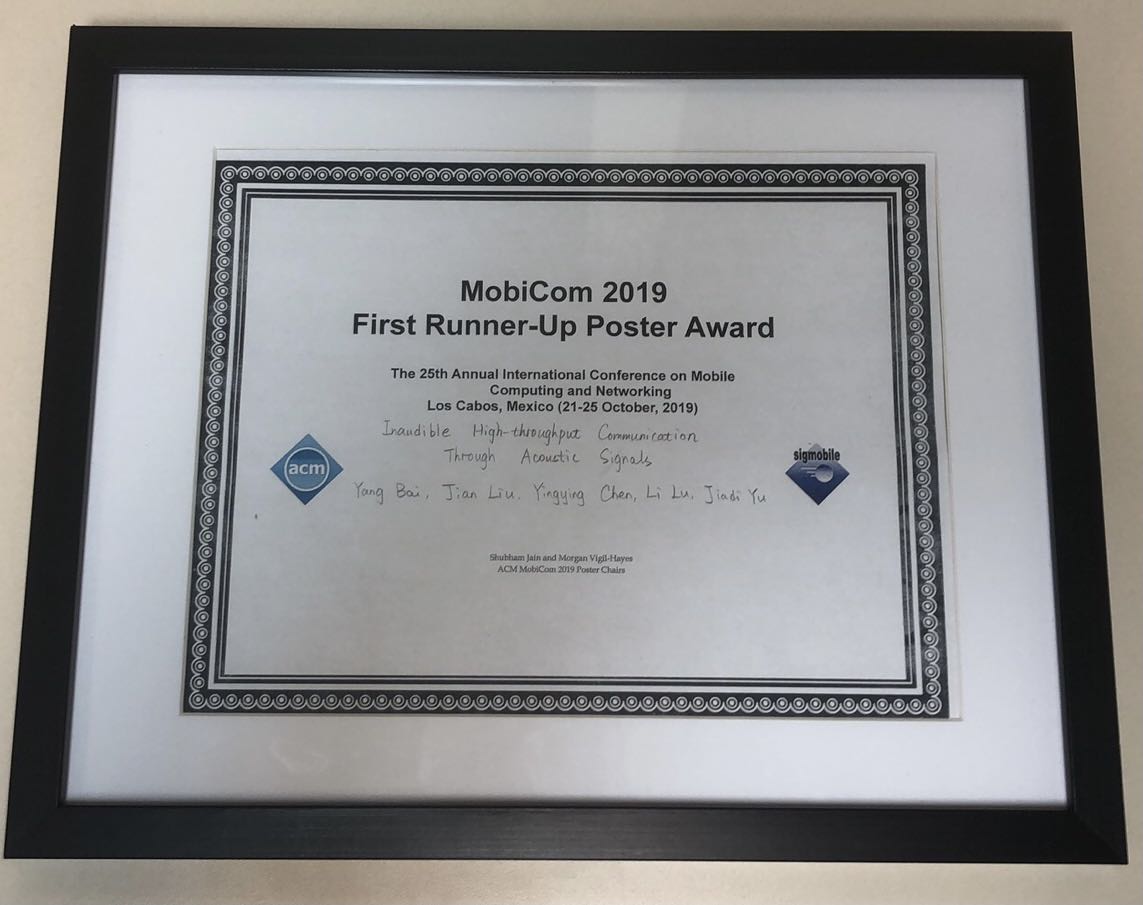 MobiCom 2019
First Runner-Up Poster Award
The 25th Annual International Conference on Mobile
Computing and Networking
Los Cabos, Mexico (21-25 October, 2019)
Inaudible High-throughput Communication
Through Acoustic Signals
acm
sigmobile
Yang Bai, Jian Liu, Yingying Chen, Li Lu, Jiadi Yu
Shubham Jain and Morgan Vigil-Hayes
ACM MobiCom 2019 Poster Chairs